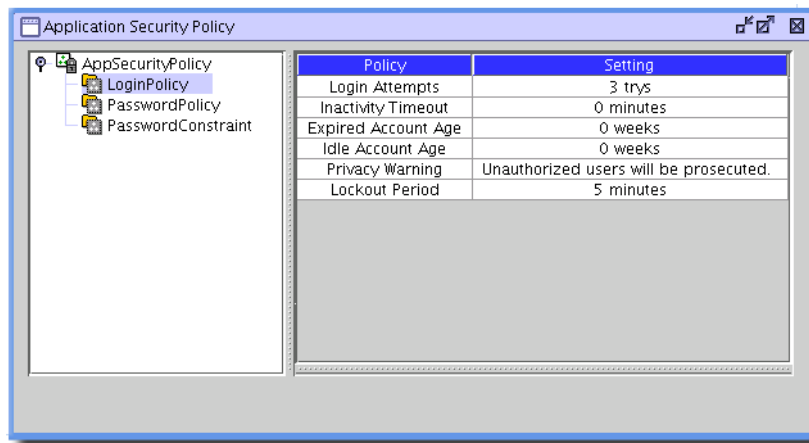 Application Security Policy
AppSecurityPolicy
LoginPolicy
PasswordPolicy
PasswordConstraint
Policy Setting
Login Attempts 3 trys
Inactivity Timeout 0 minutes
Expired Account Age 0 weeks
Idle Account Age 0 weeks
Privacy Warning Unauthorized users will be prosecuted.
Lockout Period 5 minutes